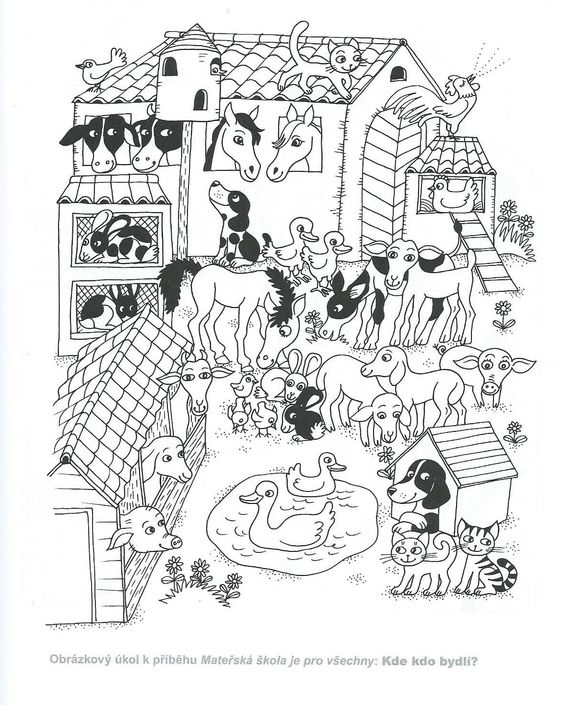 Obrázkový úkol k příběhu Mateřská škola je pro všechny: Kde kdo bydlí?